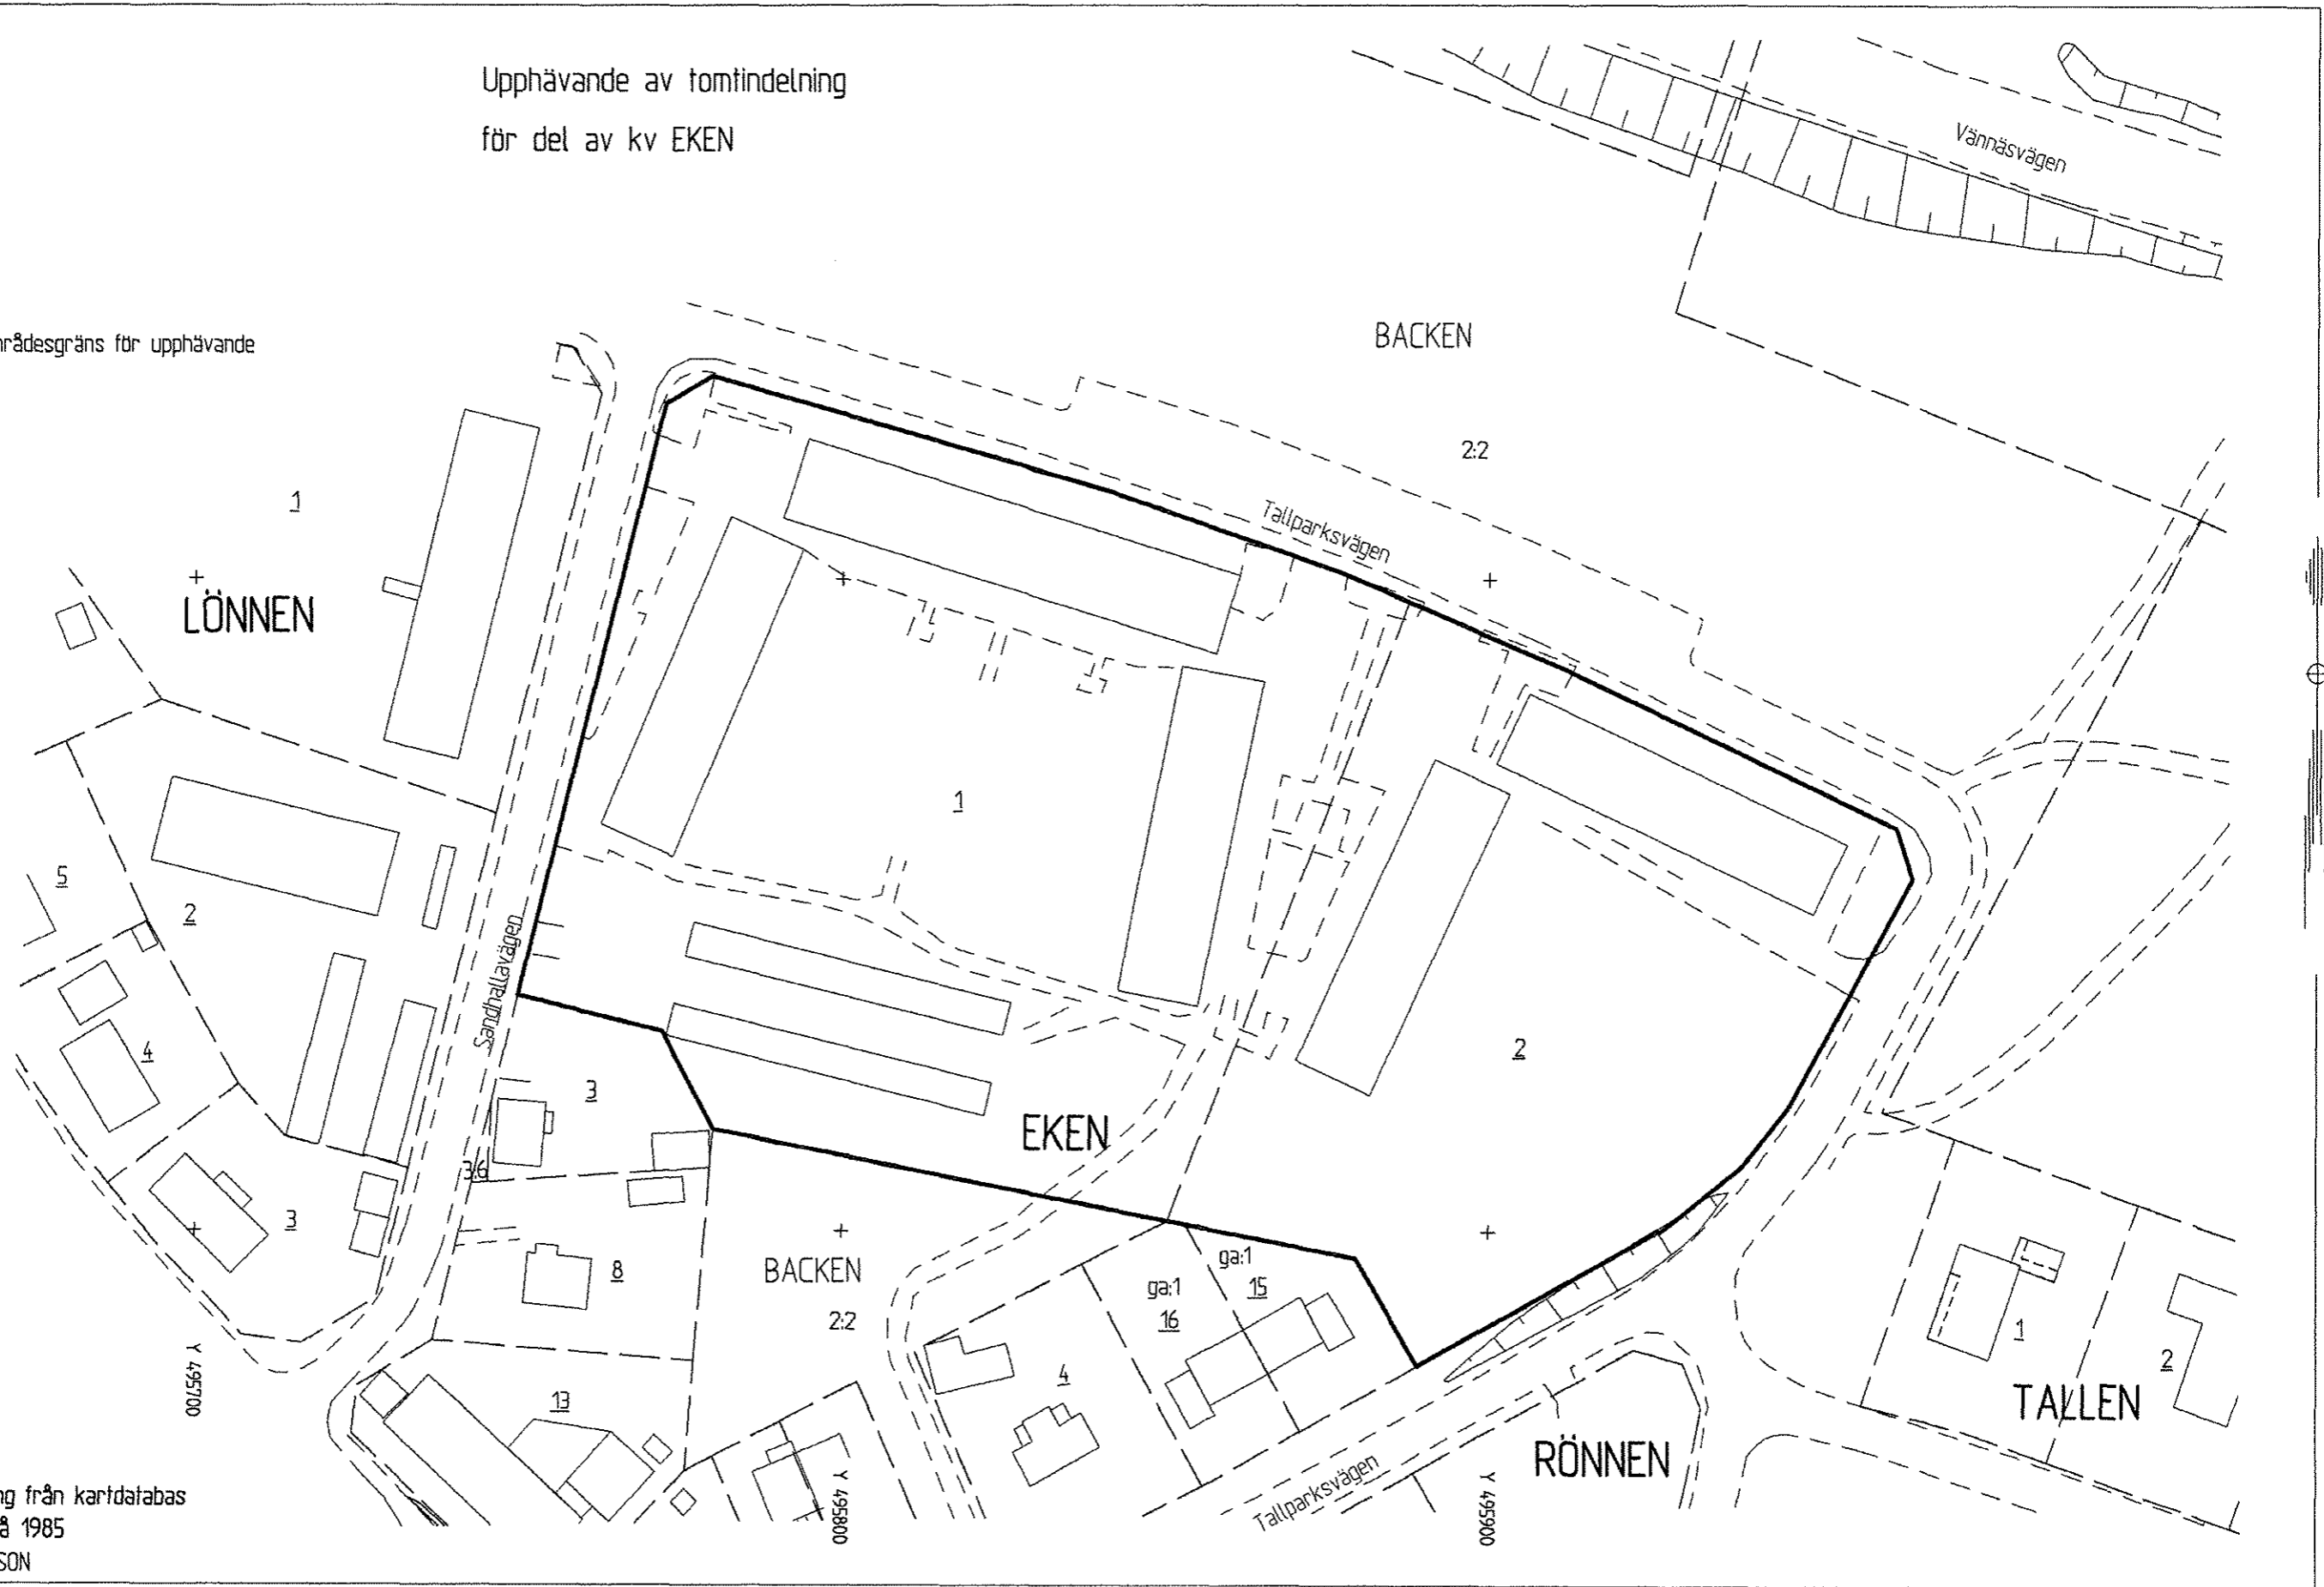 Upphävande av tomtindelning
för del av kv EKEN
Vännäsvägen
rådesgräns för upphävande
BACKEN
2:2
1
Tallparksvägen
LÖNNEN
1
5
2
Sandhallavägen
4
2
3
EKEN
3:6
3
8
BACKEN
2:2
ga:1
15
ga:1
16
4
1
2
TALLEN
13
RÖNNEN
Tallparksvägen
Y 495700
Y 495800
Y 495900
ng från kartdatabas
å 1985
SON